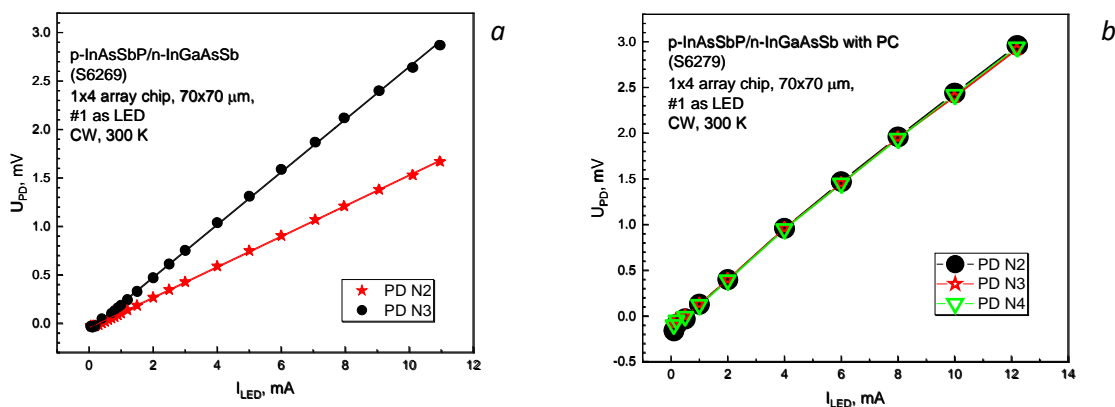 a
p-InAsSbP/n-InGaAsSb
(S6269)
1x4 array chip, 70x70 μm,
#1 as LED
CW, 300 K
U_PD, mV
3.0
2.5
2.0
1.5
1.0
0.5
0.0
PD N2
PD N3
0 2 4 6 8 10 12
I_LED, mA
b
p-InAsSbP/n-InGaAsSb with PC
(S6279)
1x4 array chip, 70x70 μm,
#1 as LED
CW, 300 K
U_PD, mV
3.0
2.5
2.0
1.5
1.0
0.5
0.0
-0.5
PD N2
PD N3
PD N4
0 2 4 6 8 10 12 14
I_LED, mA